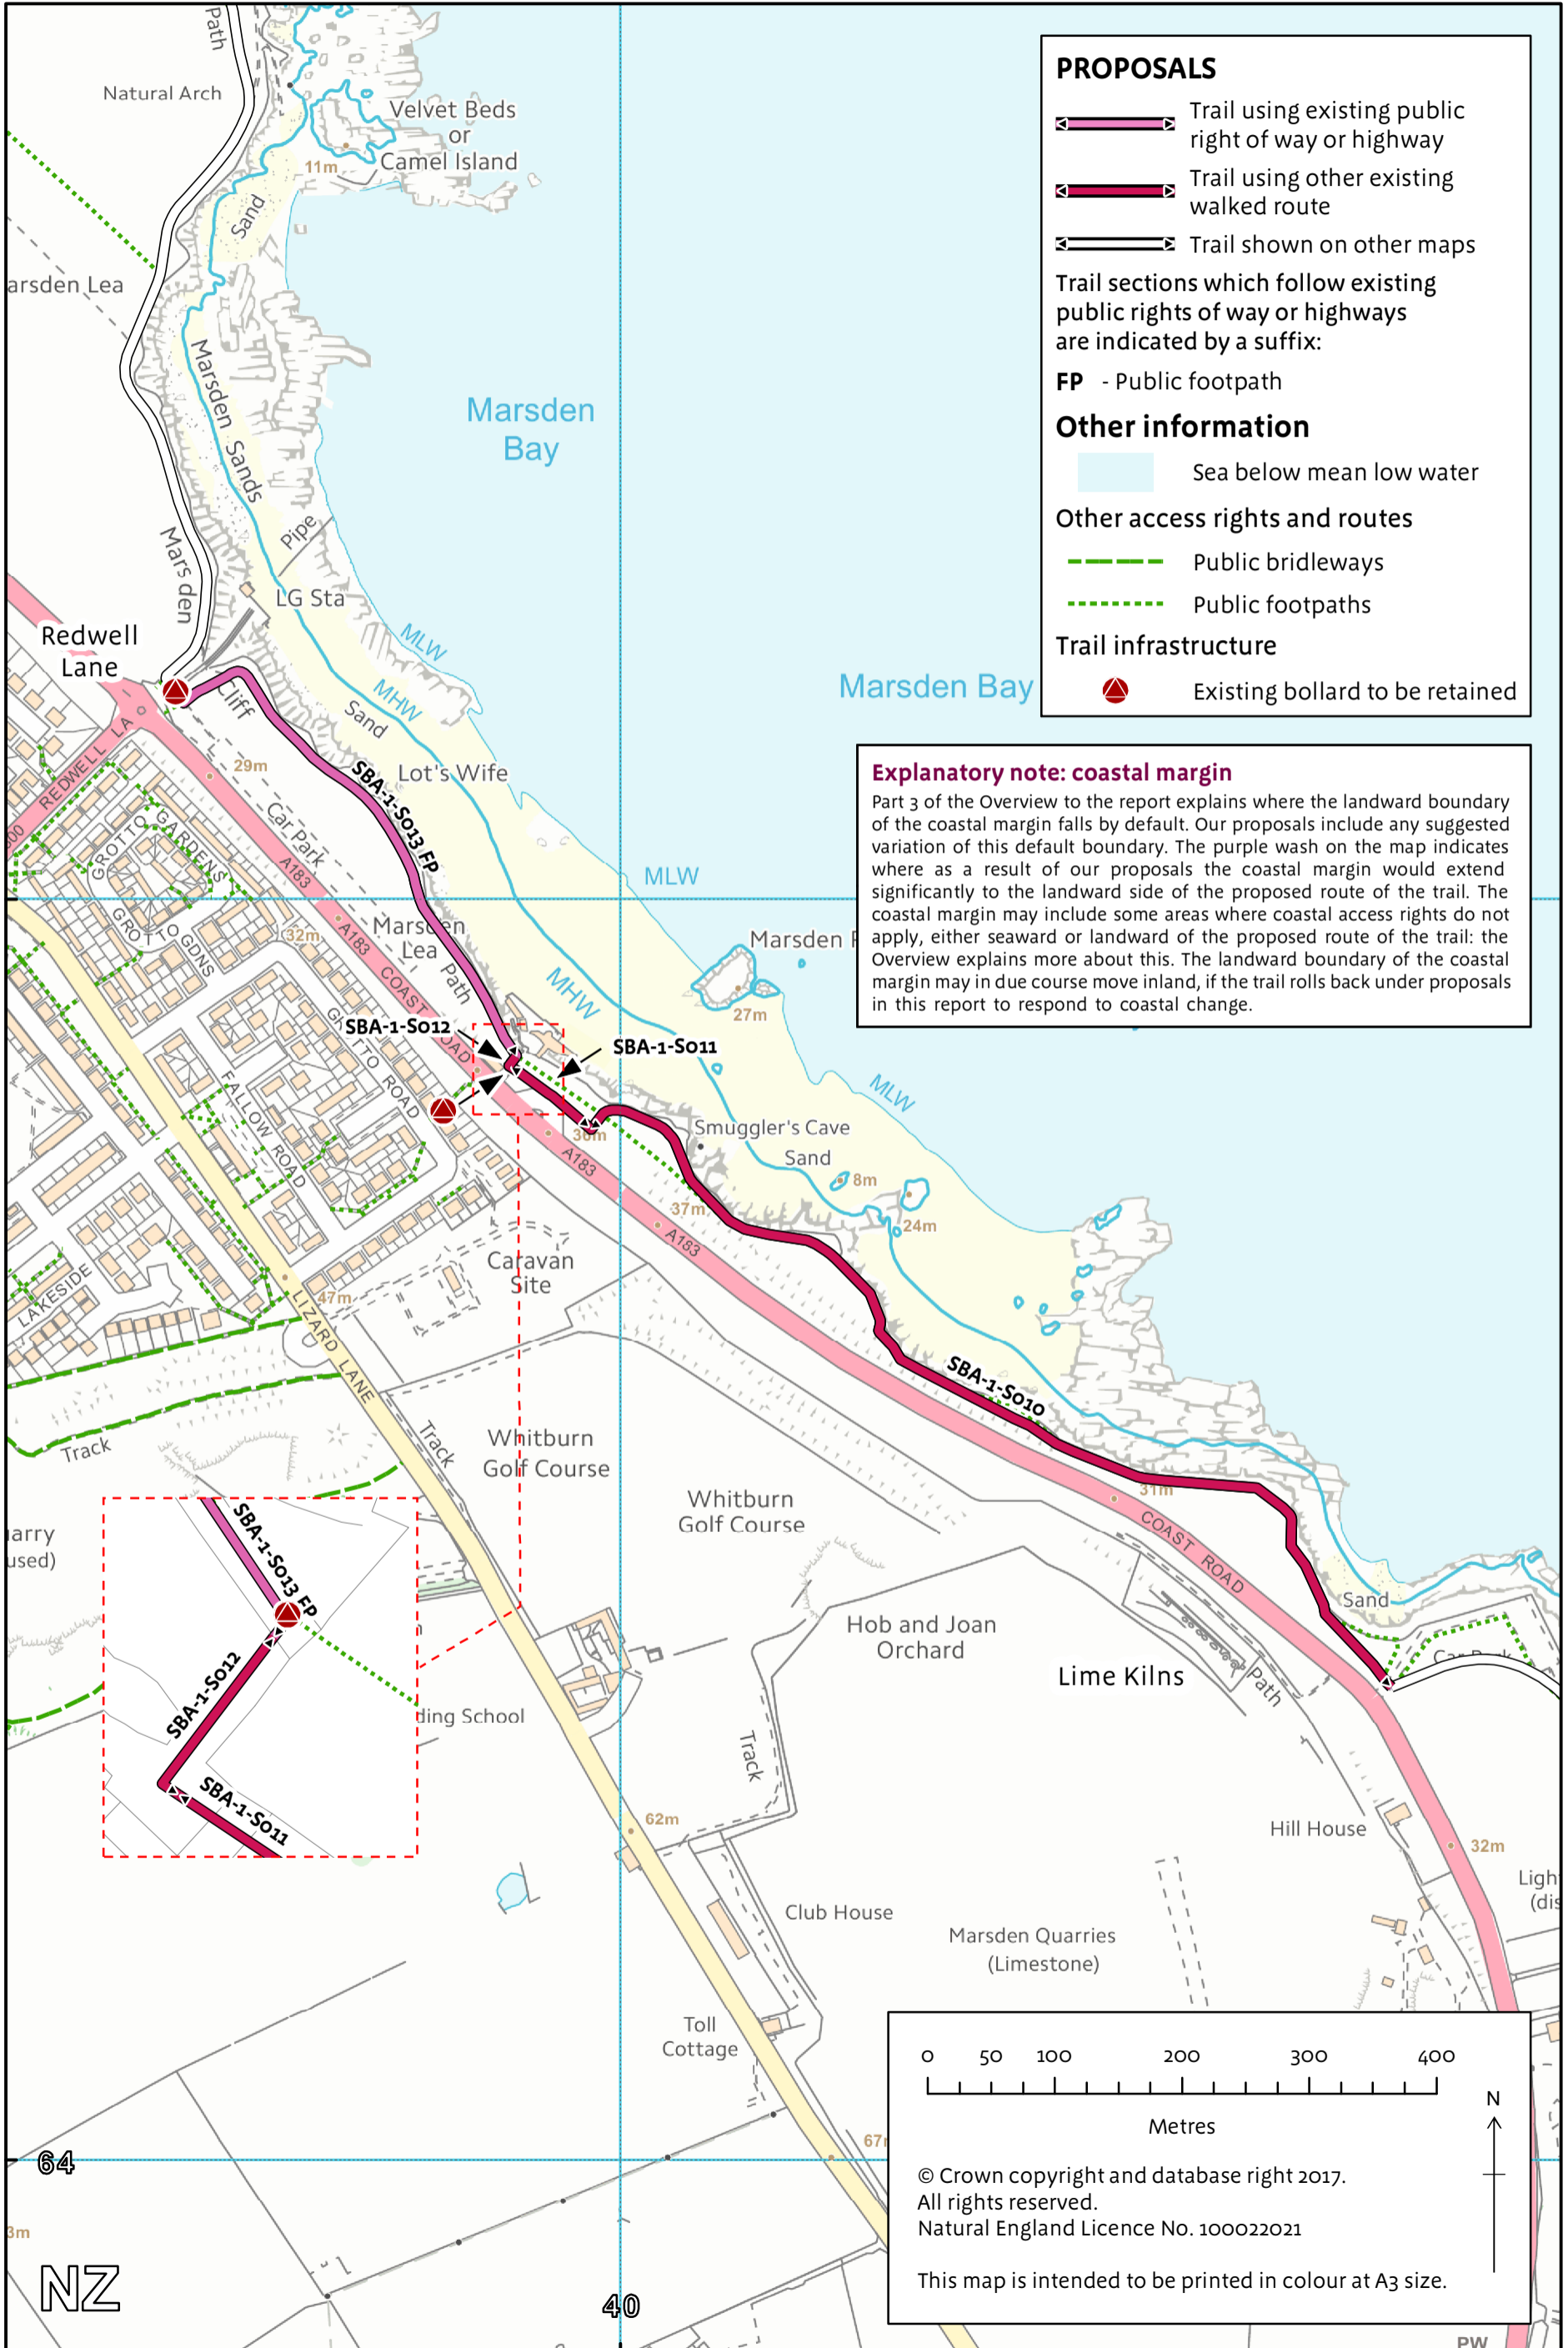 Path
Natural Arch
Velvet Beds
or
Camel Island
11m
Sand
arsden Lea
Marsden Sands
Marsden
Bay
Pipe
Mars den
LG Sta
MLW
Redwell
Lane
MHW
Cliff
Sand
Marsden Bay
REDWELL LA
29m
Lot's Wife
SBA-1-S013 FP
Car Park
GROTTO
GARDENS
A183
MLW
GROTTO GDNS
32m
A183
Marsden
Lea
Path
COAST ROAD
MHW
27m
SBA-1-S012
SBA-1-S011
GROTTO ROAD
MLW
FALLOW ROAD
36m
A183
Smuggler's Cave
Sand
8m
24m
37m
A183
Caravan
Site
LAKESIDE
47m
LIZARD LANE
SBA-1-S010
Track
Track
Whitburn
Golf Course
Whitburn
Golf Course
31m
COAST ROAD
arry
used)
SBA-1-S013 FP
SBA-1-S012
SBA-1-S011
ding School
Sand
Car Park
Hob and Joan
Orchard
Lime Kilns
Path
Track
62m
Hill House
32m
Ligh
(dis
Club House
Marsden Quarries
(Limestone)
Toll
Cottage
64
3m
NZ
40
PW
PROPOSALS
Trail using existing public
right of way or highway
Trail using other existing
walked route
Trail shown on other maps
Trail sections which follow existing
public rights of way or highways
are indicated by a suffix:
FP - Public footpath
Other information
Sea below mean low water
Other access rights and routes
Public bridleways
Public footpaths
Trail infrastructure
Existing bollard to be retained
Explanatory note: coastal margin
Part 3 of the Overview to the report explains where the landward boundary
of the coastal margin falls by default. Our proposals include any suggested
variation of this default boundary. The purple wash on the map indicates
where as a result of our proposals the coastal margin would extend
significantly to the landward side of the proposed route of the trail. The
coastal margin may include some areas where coastal access rights do not
apply, either seaward or landward of the proposed route of the trail: the
Overview explains more about this. The landward boundary of the coastal
margin may in due course move inland, if the trail rolls back under proposals
in this report to respond to coastal change.
0 50 100 200 300 400
Metres
N
© Crown copyright and database right 2017.
All rights reserved.
Natural England Licence No. 100022021
This map is intended to be printed in colour at A3 size.